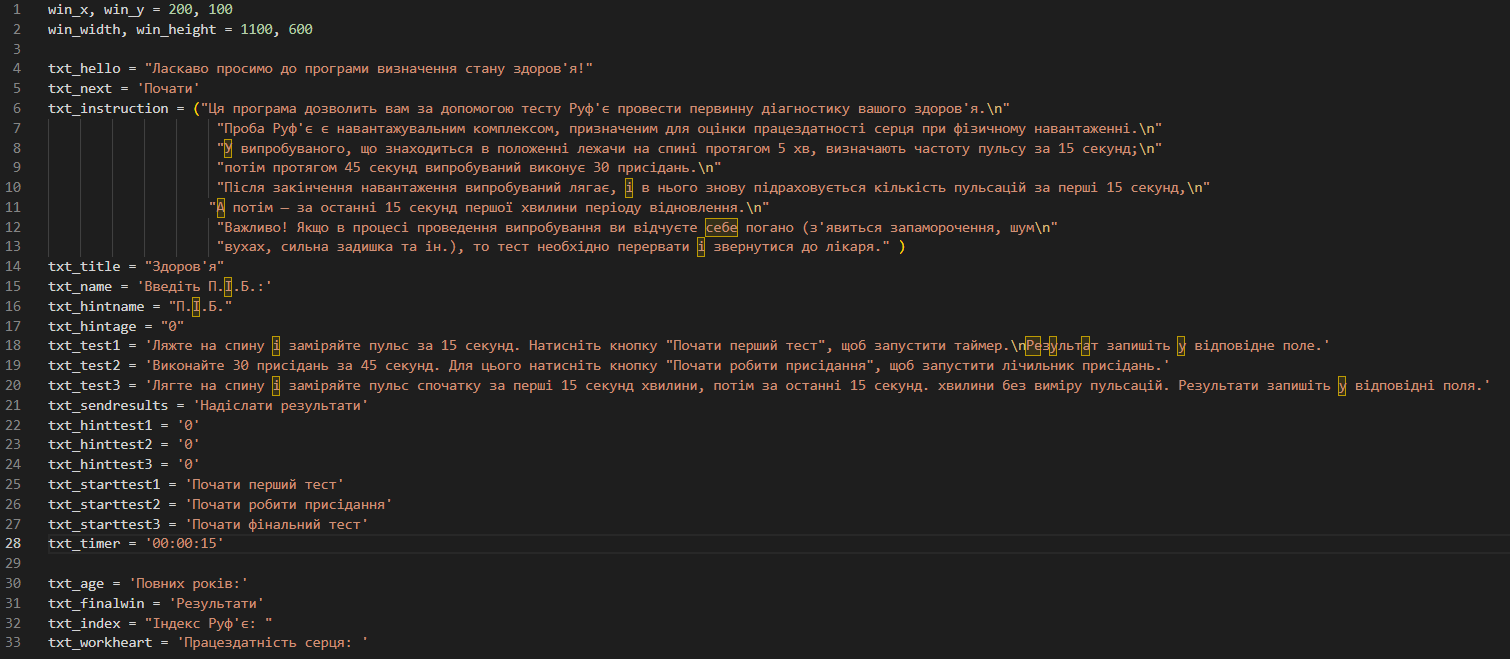 1 win_x, win_y = 200, 100
2 win_width, win_height = 1100, 600
3
4 txt_hello = "Ласкаво просимо до програми визначення стану здоров'я!"
5 txt_next = 'Почати'
6 txt_instruction = ("Ця програма дозволить вам за допомогою тесту Руф'є провести первинну діагностику вашого здоров'я.\n"
7 "Проба Руф'є є навантажувальним комплексом, призначеним для оцінки працездатності серця при фізичному навантаженні.\n"
8 "У випробуваного, що знаходиться в положенні лежачи на спині протягом 5 хв, визначають частоту пульсу за 15 секунд;\n"
9 "потім протягом 45 секунд випробуваний виконує 30 присідань.\n"
10 "Після закінчення навантаження випробуваний лягає, і в нього знову підраховується кількість пульсацій за перші 15 секунд,\n"
11 "А потім — за останні 15 секунд першої хвилини періоду відновлення.\n"
12 "Важливо! Якщо в процесі проведення випробування ви відчуєте себе погано (з'явиться запаморочення, шум\n"
13 "вухах, сильна задишка та ін.), то тест необхідно перервати і звернутися до лікаря." )
14 txt_title = "Здоров'я"
15 txt_name = 'Введіть П.І.Б.:'
16 txt_hintname = "П.І.Б."
17 txt_hintage = "0"
18 txt_test1 = 'Ляжте на спину і заміряйте пульс за 15 секунд. Натисніть кнопку "Почати перший тест", щоб запустити таймер.\nРезультат запишіть у відповідне поле.'
19 txt_test2 = 'Виконайте 30 присідань за 45 секунд. Для цього натисніть кнопку "Почати робити присідання", щоб запустити лічильник присідань.'
20 txt_test3 = 'Лягте на спину і заміряйте пульс спочатку за перші 15 секунд хвилини, потім за останні 15 секунд. хвилини без виміру пульсацій. Результати запишіть у відповідні поля.'
21 txt_sendresults = 'Надіслати результати'
22 txt_hinttest1 = '0'
23 txt_hinttest2 = '0'
24 txt_hinttest3 = '0'
25 txt_starttest1 = 'Почати перший тест'
26 txt_starttest2 = 'Почати робити присідання'
27 txt_starttest3 = 'Почати фінальний тест'
28 txt_timer = '00:00:15'
29
30 txt_age = 'Повних років:'
31 txt_finalwin = 'Результати'
32 txt_index = "Індекс Руф'є: "
33 txt_workheart = 'Працездатність серця: '